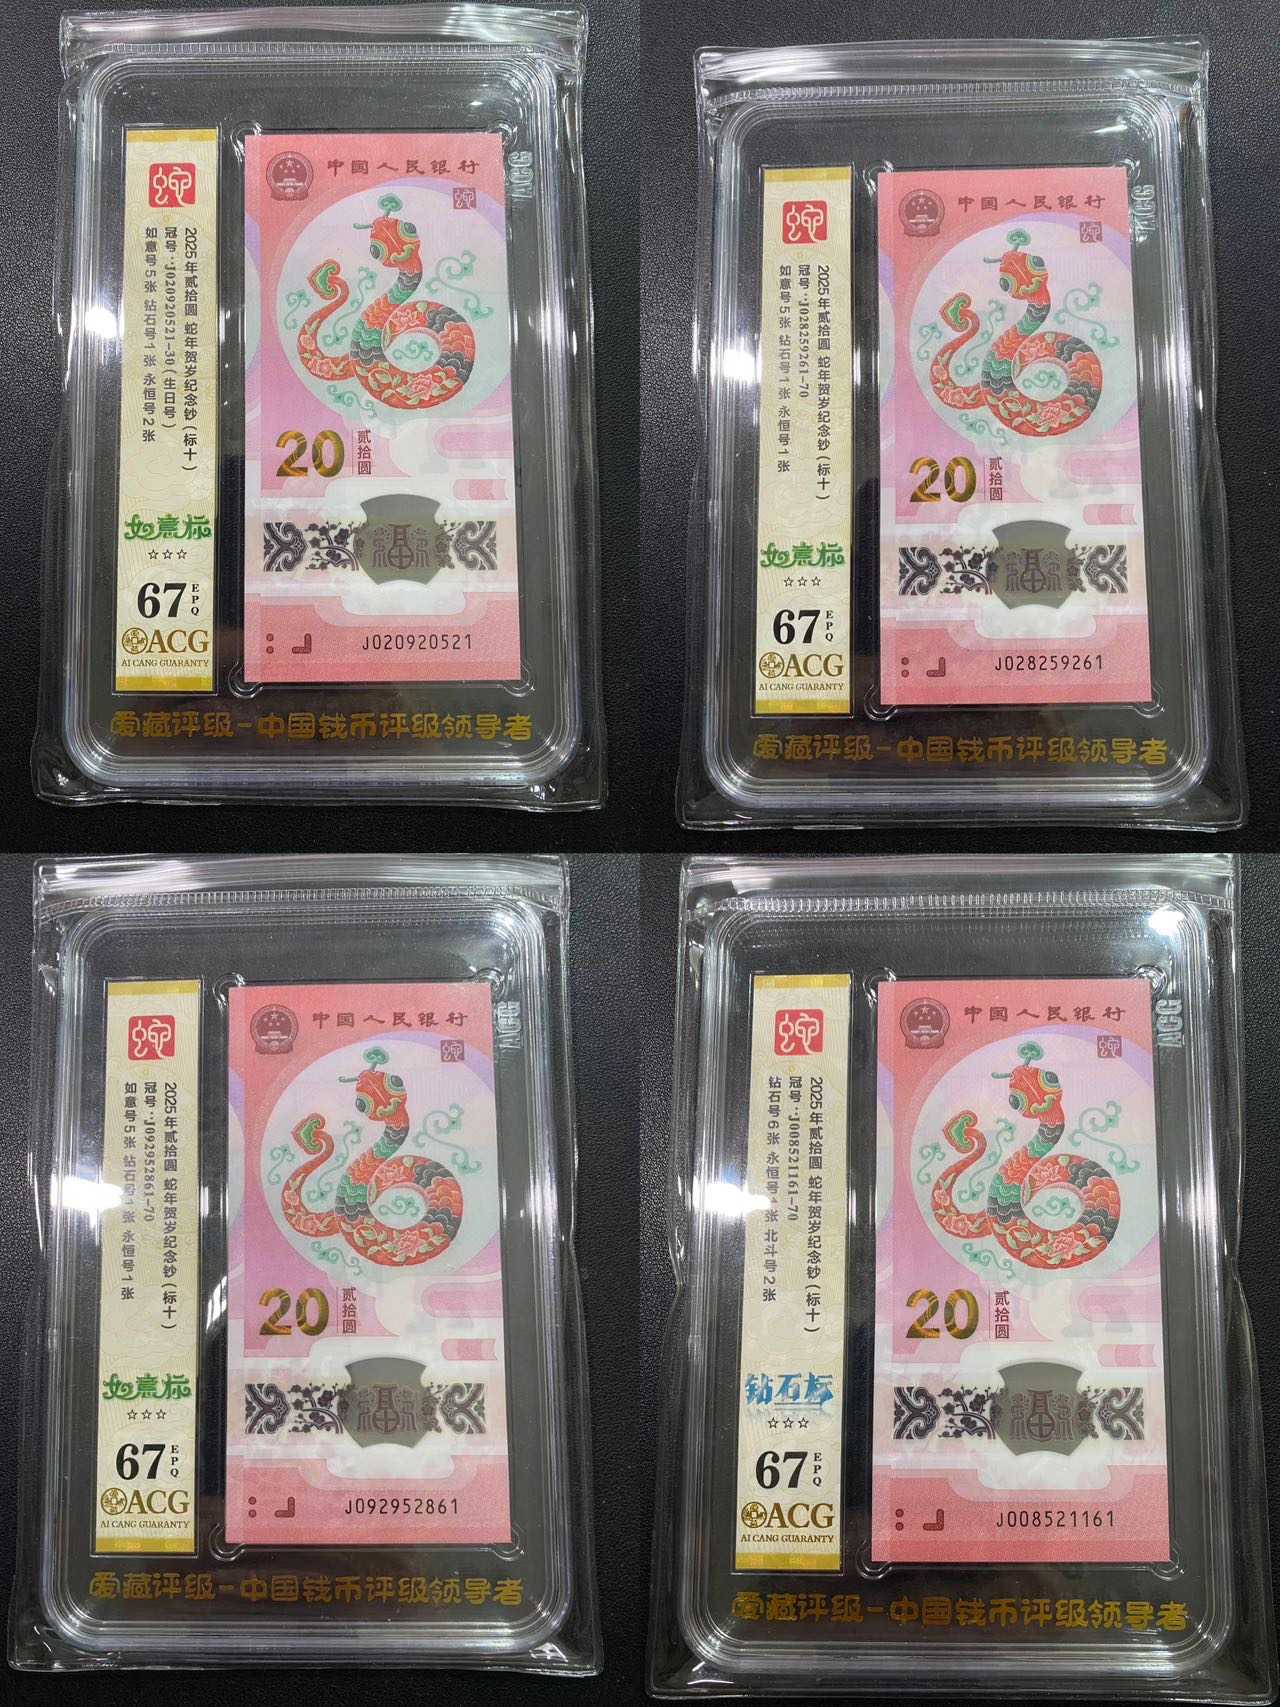 蛇
2025年贰拾圆 蛇年贺岁纪念钞(标十)
冠号:J020920521-30(生日号)
如意号5张 钻石号1张 永恒号2张
如意标
☆☆☆
67 EPQ
ACG
AI CANG GUARANTY
中国人民银行
蛇
20 贰拾圆
福
J020920521
ACG
爱藏评级-中国钱币评级领导者
蛇
2025年贰拾圆 蛇年贺岁纪念钞(标十)
冠号:J028259261-70
如意号5张 钻石号1张 永恒号1张
如意标
☆☆☆
67 EPQ
ACG
AI CANG GUARANTY
中国人民银行
蛇
20 贰拾圆
福
J028259261
ACG
爱藏评级-中国钱币评级领导者
蛇
2025年贰拾圆 蛇年贺岁纪念钞(标十)
冠号:J092952861-70
如意号5张 钻石号1张 永恒号1张
如意标
☆☆☆
67 EPQ
ACG
AI CANG GUARANTY
中国人民银行
蛇
20 贰拾圆
福
J092952861
ACG
爱藏评级-中国钱币评级领导者
蛇
2025年贰拾圆 蛇年贺岁纪念钞(标十)
冠号:J008521161-70
钻石号6张 永恒号1张 北斗号2张
钻石标
☆☆☆
67 EPQ
ACG
AI CANG GUARANTY
中国人民银行
蛇
20 贰拾圆
福
J008521161
ACG
爱藏评级-中国钱币评级领导者